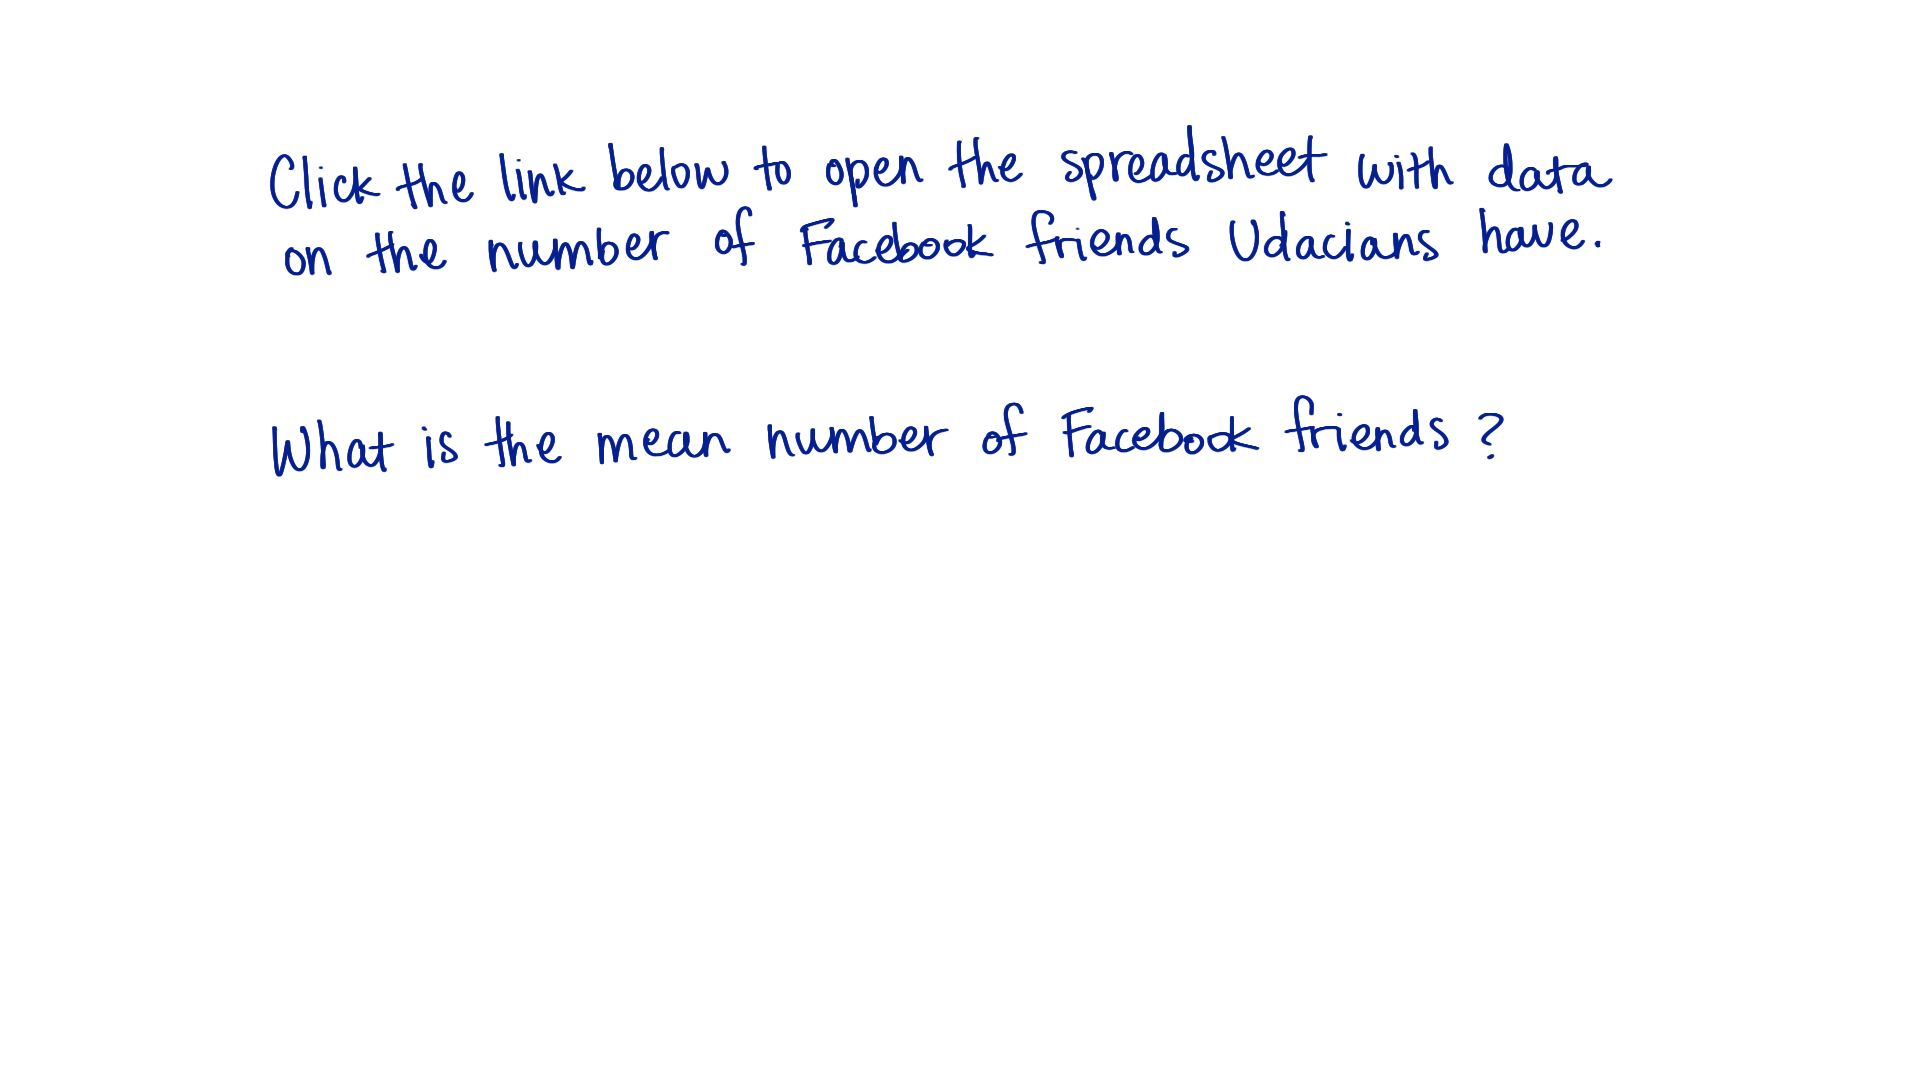 Click the link below to open the spreadsheet with data
on the number of Facebook friends Udacians have.
What is the mean number of Facebook friends?